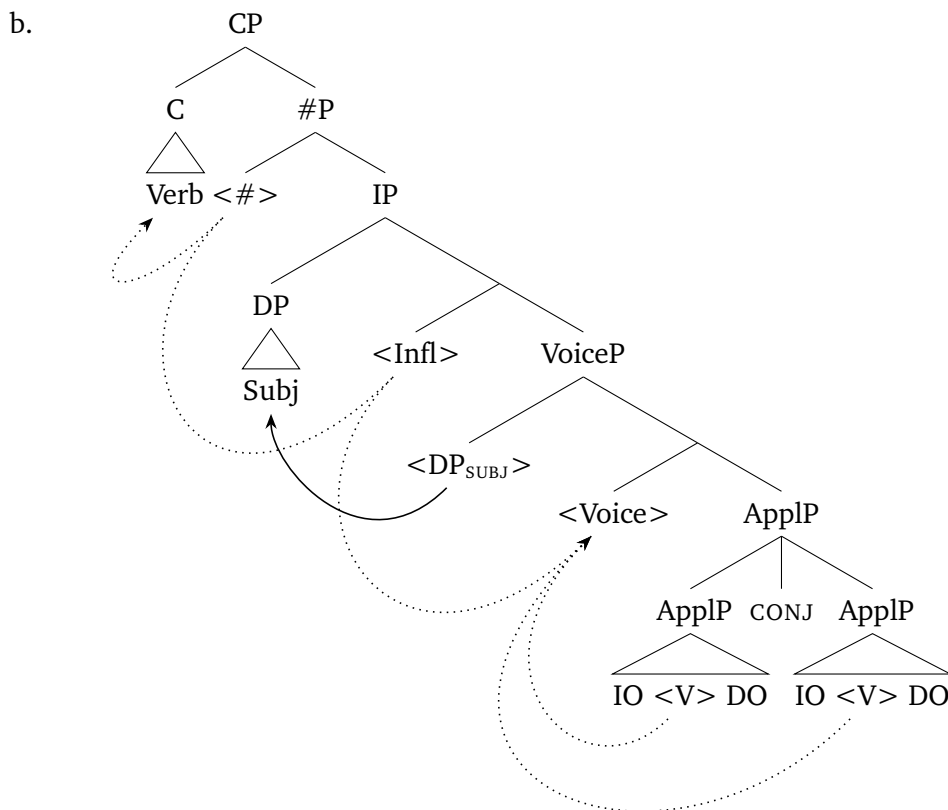 b.
CP
C #P
Verb <#> IP
DP <Infl> VoiceP
Subj
<DP_SUBJ> <Voice> ApplP
ApplP CONJ ApplP
IO <V> DO IO <V> DO